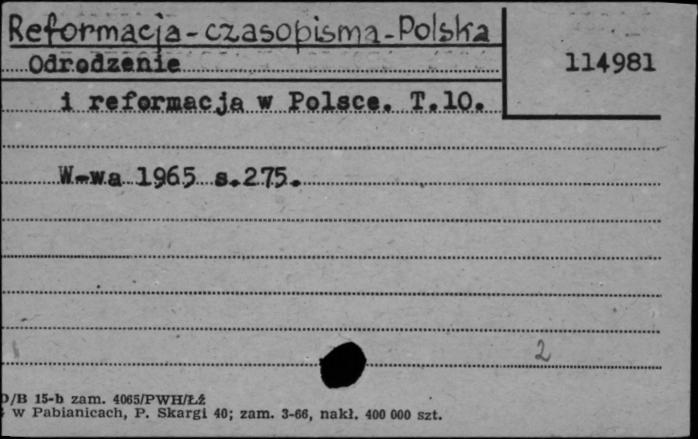 Reformacja - czasopisma - Polska
Odrodzenie
114981
i reformacja w Polsce. T.10.
W-wa 1965 s.275.
2
D/B 15-b zam. 4065/PWH/Łź
w Pabianicach, P. Skargi 40; zam. 3-66, nakł. 400 000 szt.